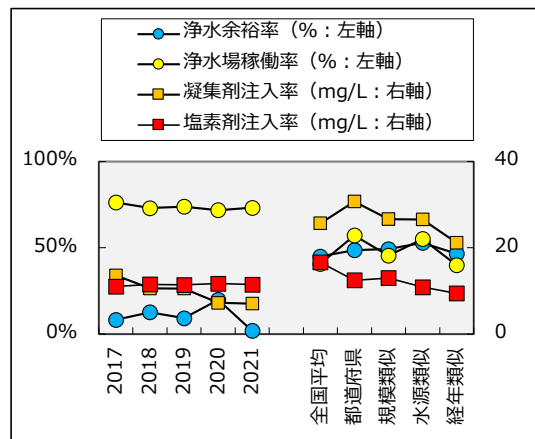 浄水余裕率（%：左軸）
浄水場稼働率（%：左軸）
凝集剤注入率（mg/L：右軸）
塩素剤注入率（mg/L：右軸）
100%
50%
0%
40
20
0
2017
2018
2019
2020
2021
全国平均
都道府県
規模類似
水源類似
経年類似